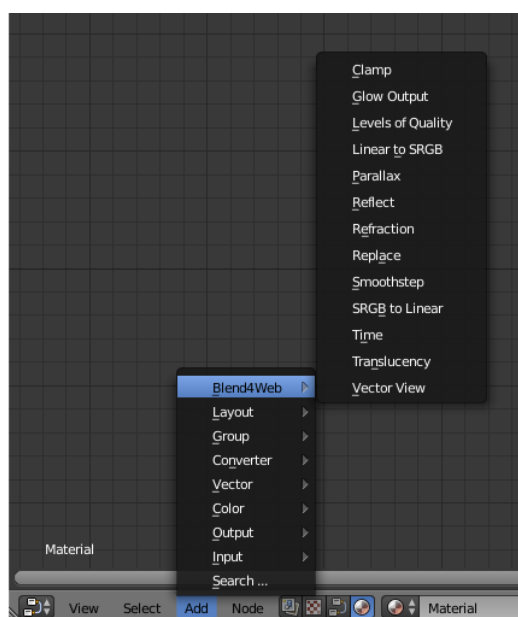 Clamp
Glow Output
Levels of Quality
Linear to SRGB
Parallax
Reflect
Refraction
Replace
Smoothstep
SRGB to Linear
Time
Translucency
Vector View
Blend4Web
Layout
Group
Converter
Vector
Color
Output
Input
Search ...
Material
View Select Add Node Material